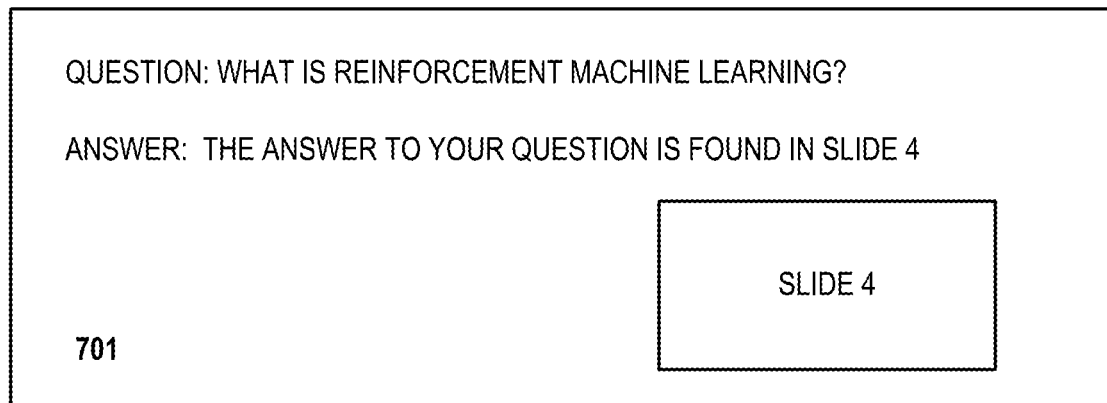 QUESTION: WHAT IS REINFORCEMENT MACHINE LEARNING?
ANSWER: THE ANSWER TO YOUR QUESTION IS FOUND IN SLIDE 4
SLIDE 4
701